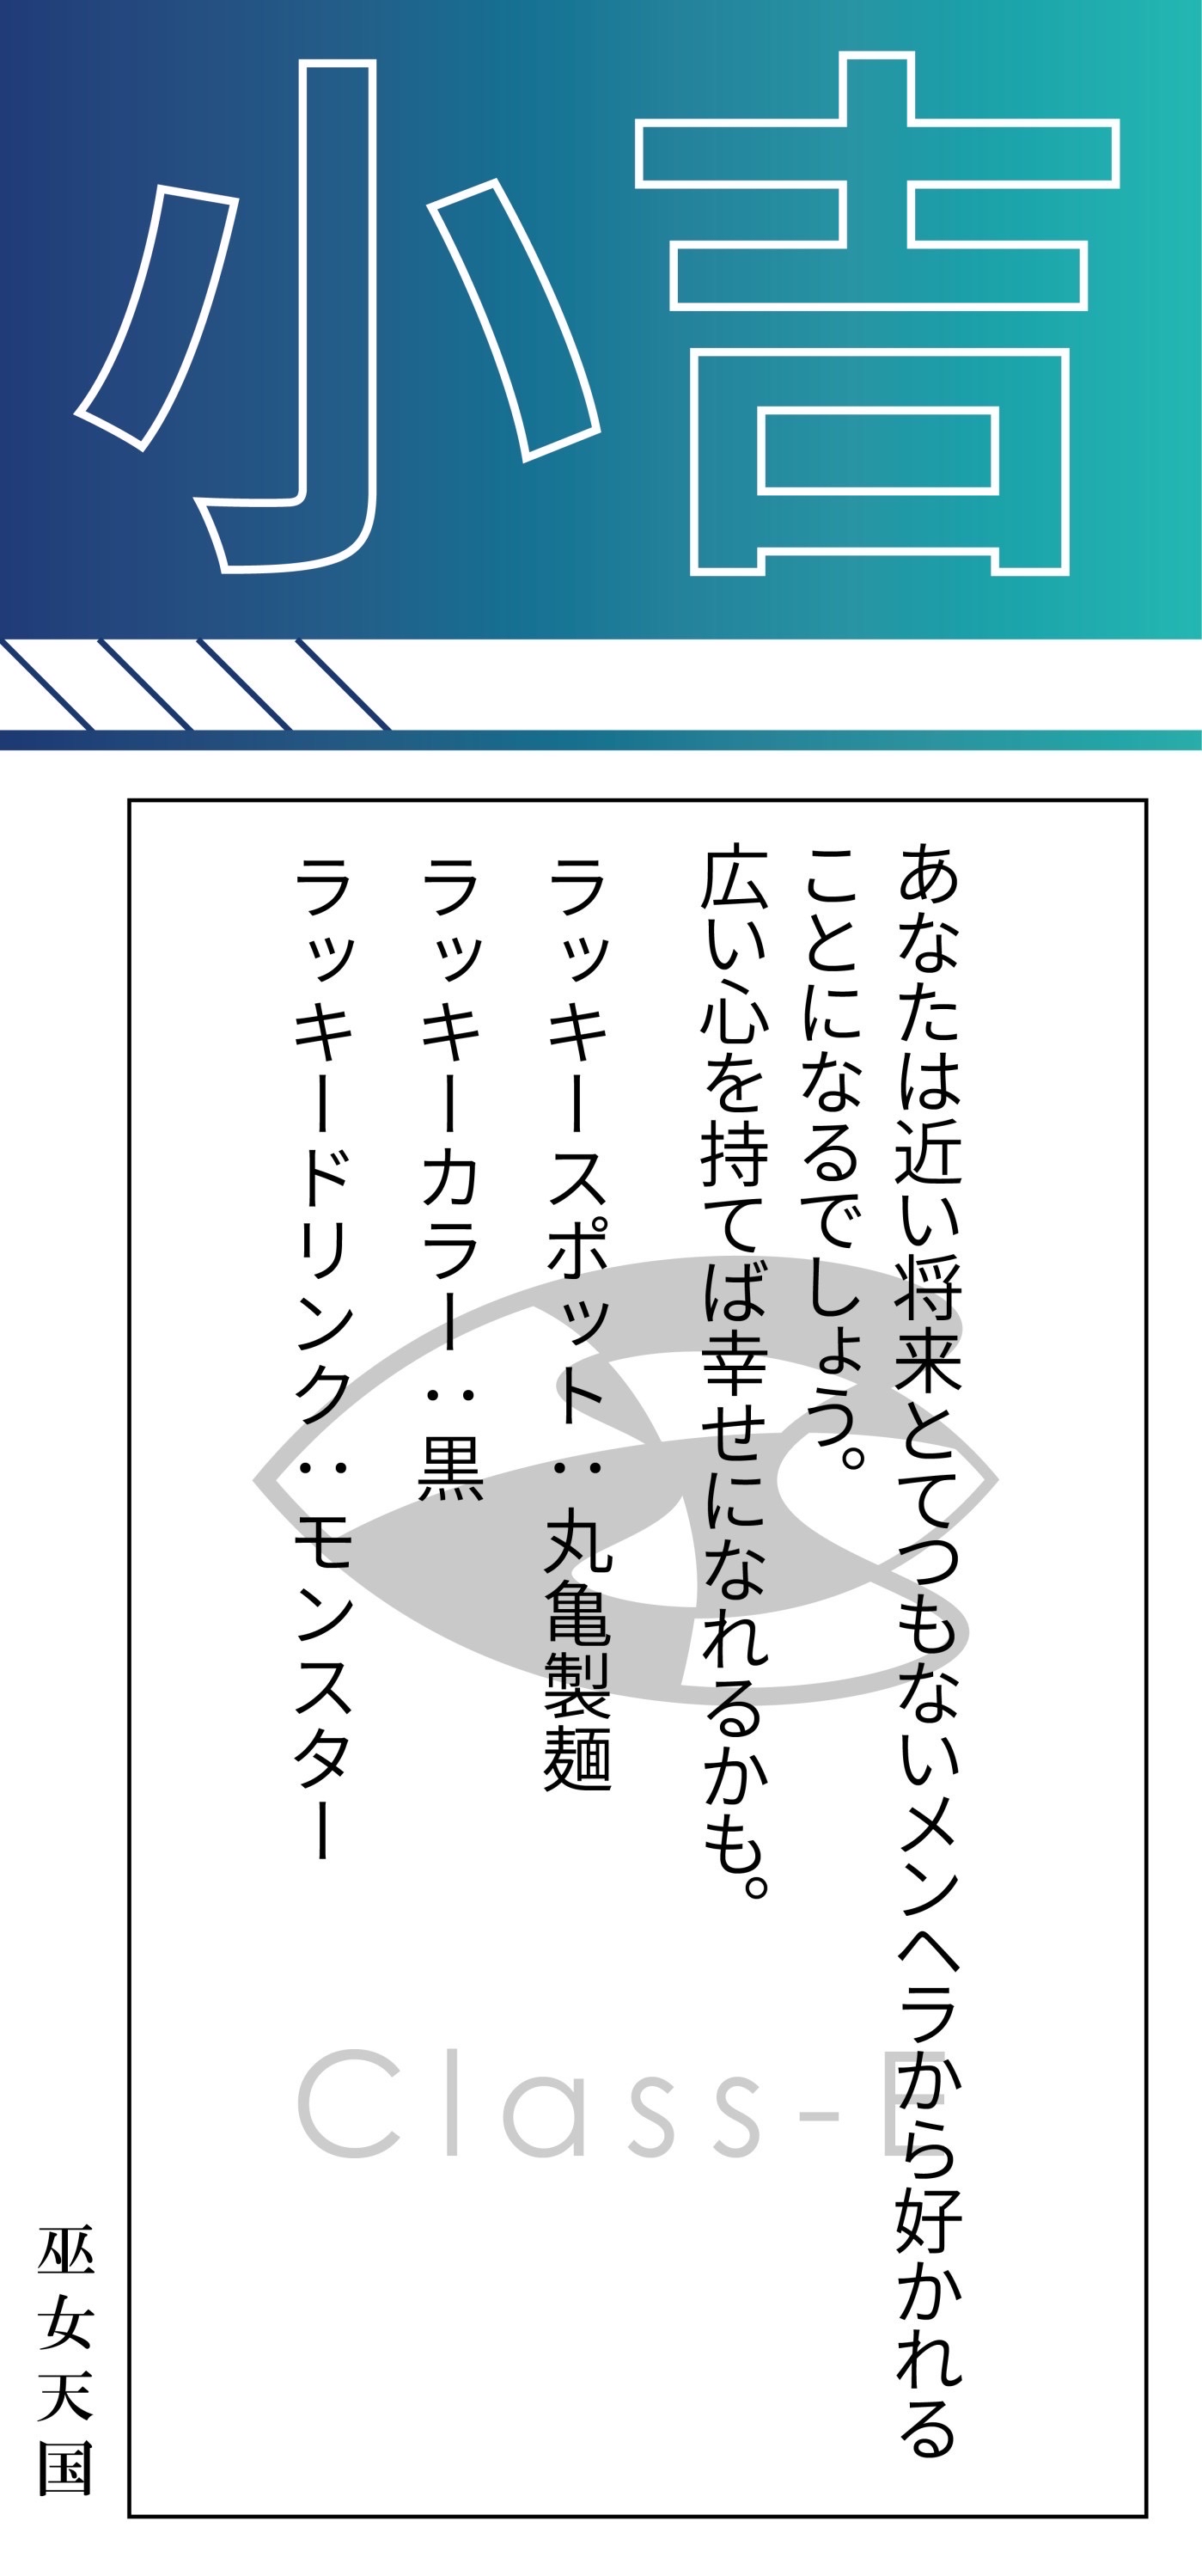 小吉
あなたは近い将来とてつもないメンヘラから好かれる
ことになるでしょう。
広い心を持てば幸せになれるかも。
ラッキースポット：丸亀製麺
ラッキーカラー：黒
ラッキードリンク：モンスター
Class-E
巫女天国